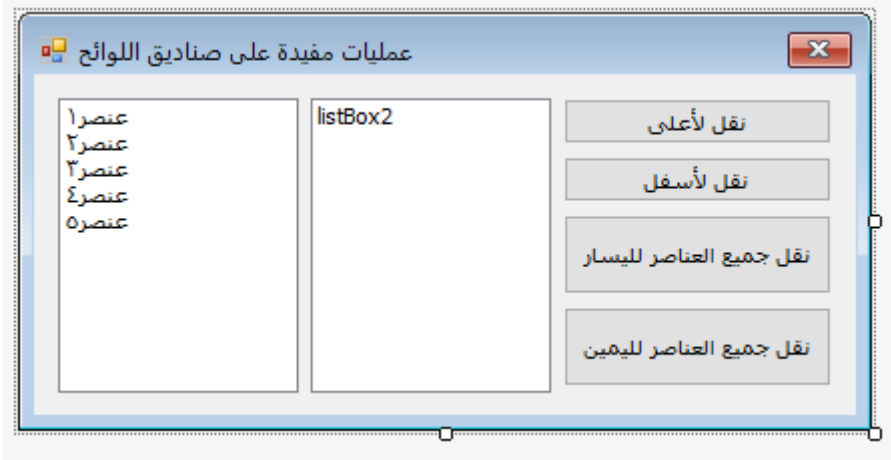 عمليات مفيدة على صناديق اللوائح
عنصر١
عنصر٢
عنصر٣
عنصر٤
عنصر٥
listBox2
نقل لأعلى
نقل لأسفل
نقل جميع العناصر لليسار
نقل جميع العناصر لليمين